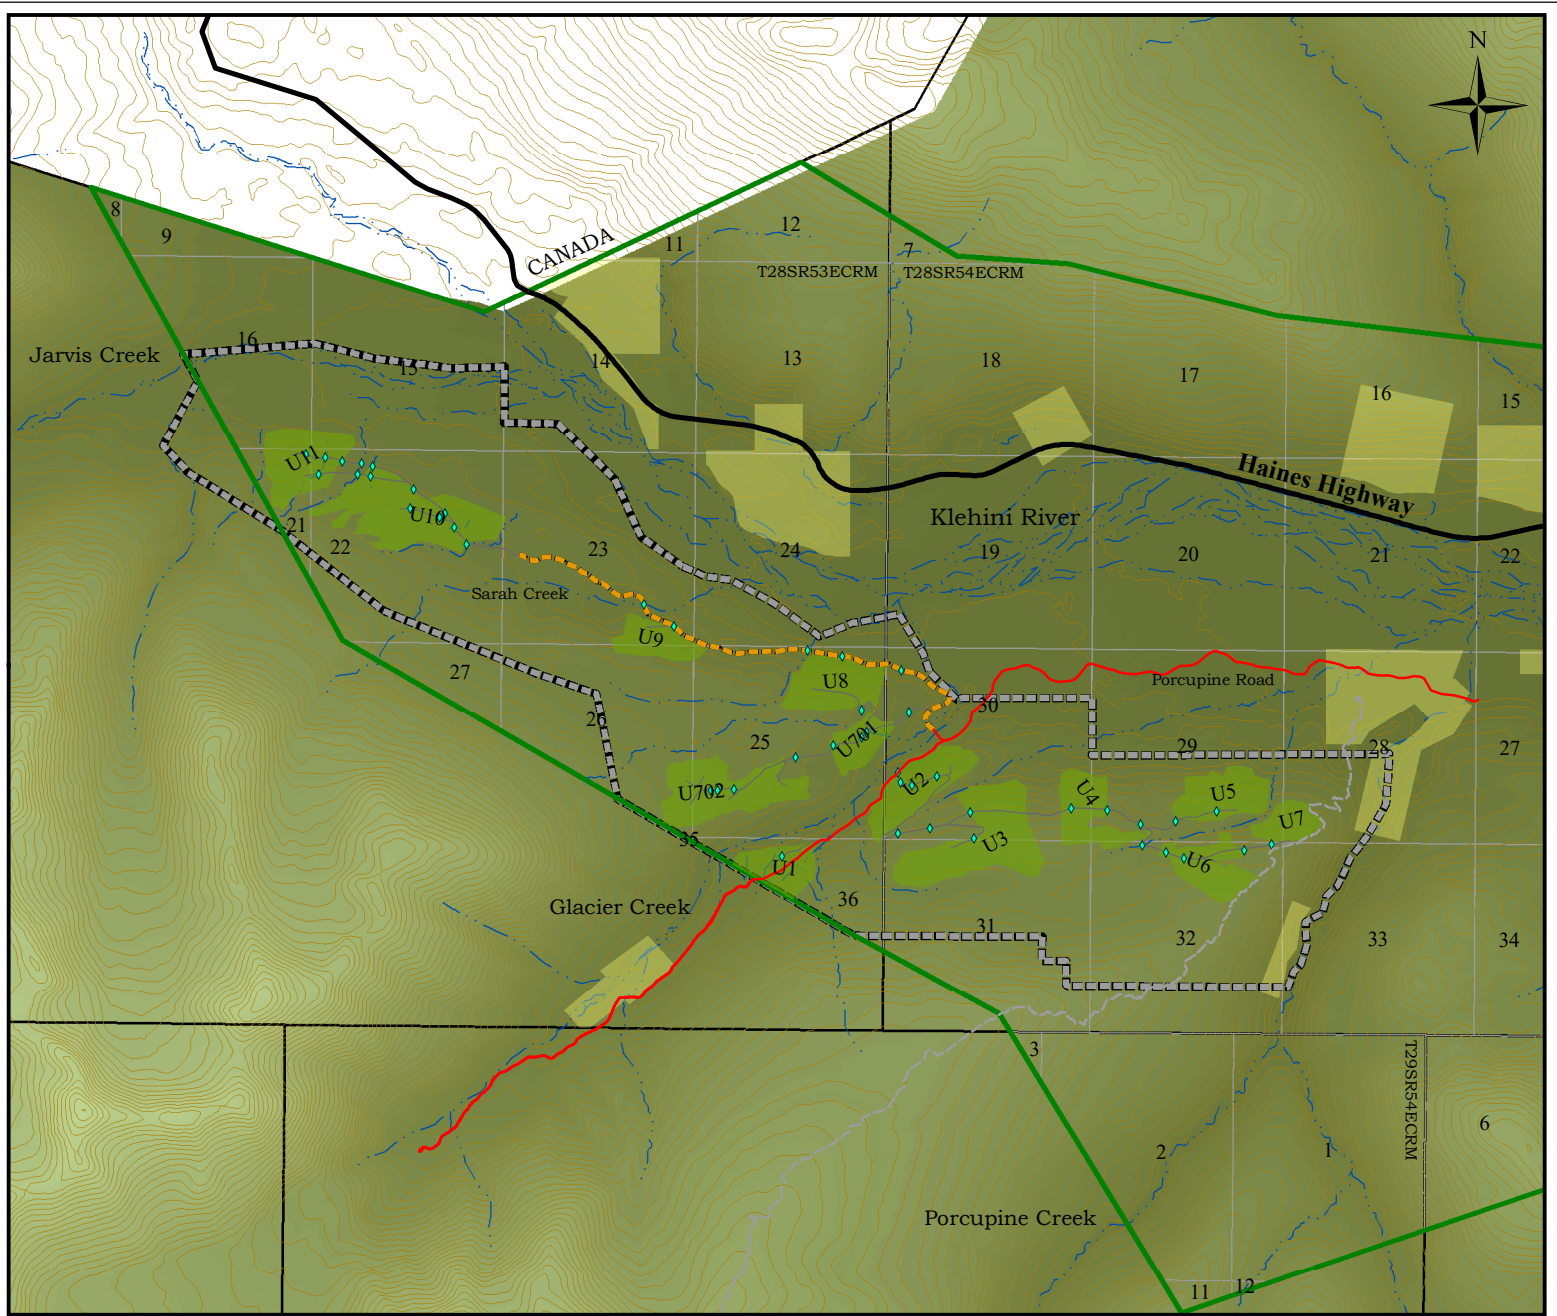 N
8
9
CANADA
11
12
7
T28SR53ECRM
T28SR54ECRM
Jarvis Creek
16
15
14
13
18
17
16
15
U11
U10
Haines Highway
Klehini River
21
22
23
24
19
20
21
22
Sarah Creek
U9
27
26
25
U8
U701
U702
30
Porcupine Road
29
28
27
U2
U4
U5
U7
U3
U6
35
U1
36
Glacier Creek
31
32
33
34
3
T29SR54ECRM
6
2
1
Porcupine Creek
11
12